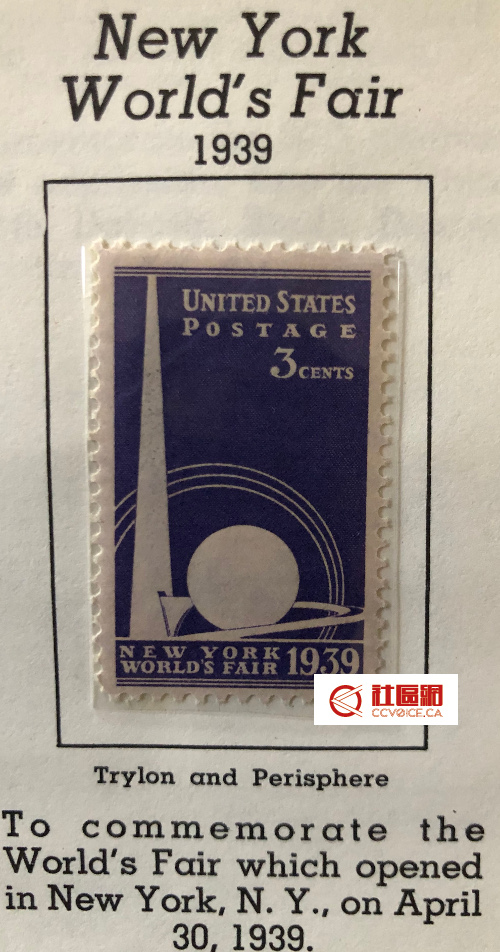 New York
World's Fair
1939
UNITED STATES
POSTAGE
3 CENTS
NEW YORK
WORLD'S FAIR 1939
社區網
CCVOICE.CA
Trylon and Perisphere
To commemorate the
World's Fair which opened
in New York, N. Y., on April
30, 1939.